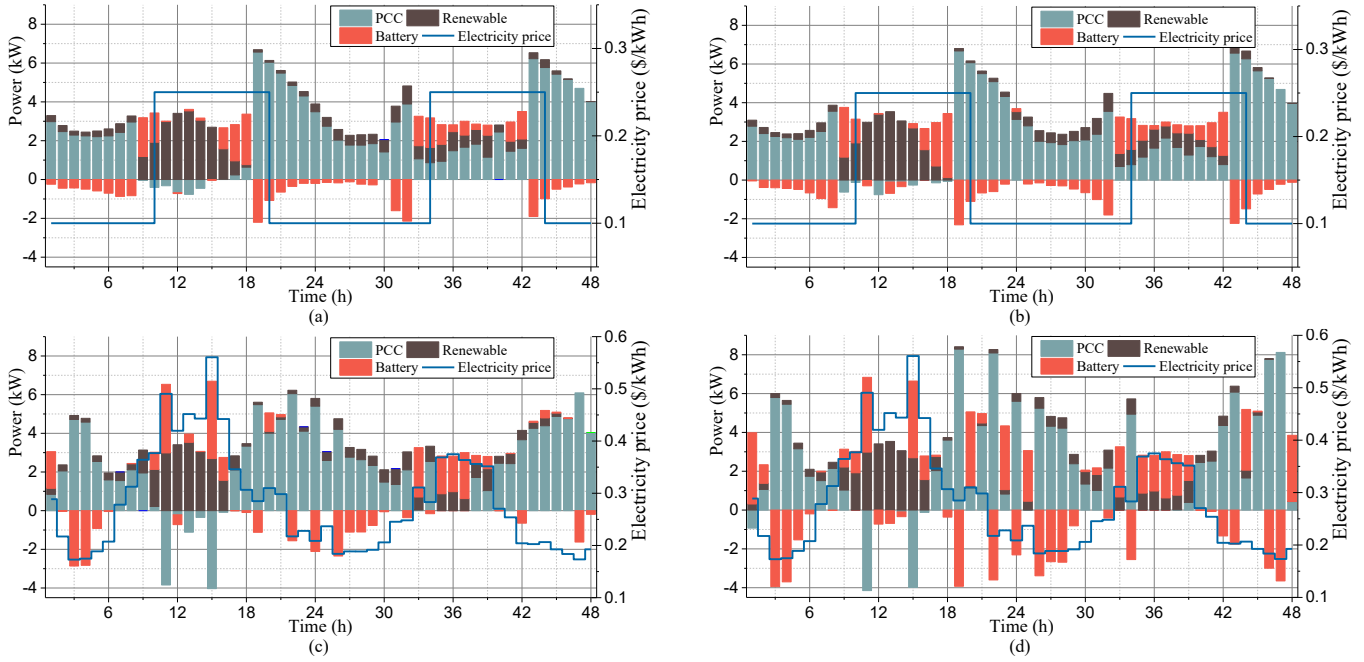 PCC Renewable
Battery Electricity price
Power (kW)
8
6
4
2
0
-2
-4
0.3
0.2
0.1
Electricity price ($/kWh)
6 12 18 24 30 36 42 48
Time (h)
(a)
PCC Renewable
Battery Electricity price
Power (kW)
8
6
4
2
0
-2
-4
0.3
0.2
0.1
Electricity price ($/kWh)
6 12 18 24 30 36 42 48
Time (h)
(b)
PCC Renewable
Battery Electricity price
Power (kW)
8
6
4
2
0
-2
-4
0.6
0.5
0.4
0.3
0.2
0.1
Electricity price ($/kWh)
6 12 18 24 30 36 42 48
Time (h)
(c)
PCC Renewable
Battery Electricity price
Power (kW)
8
6
4
2
0
-2
-4
0.6
0.5
0.4
0.3
0.2
0.1
Electricity price ($/kWh)
6 12 18 24 30 36 42 48
Time (h)
(d)